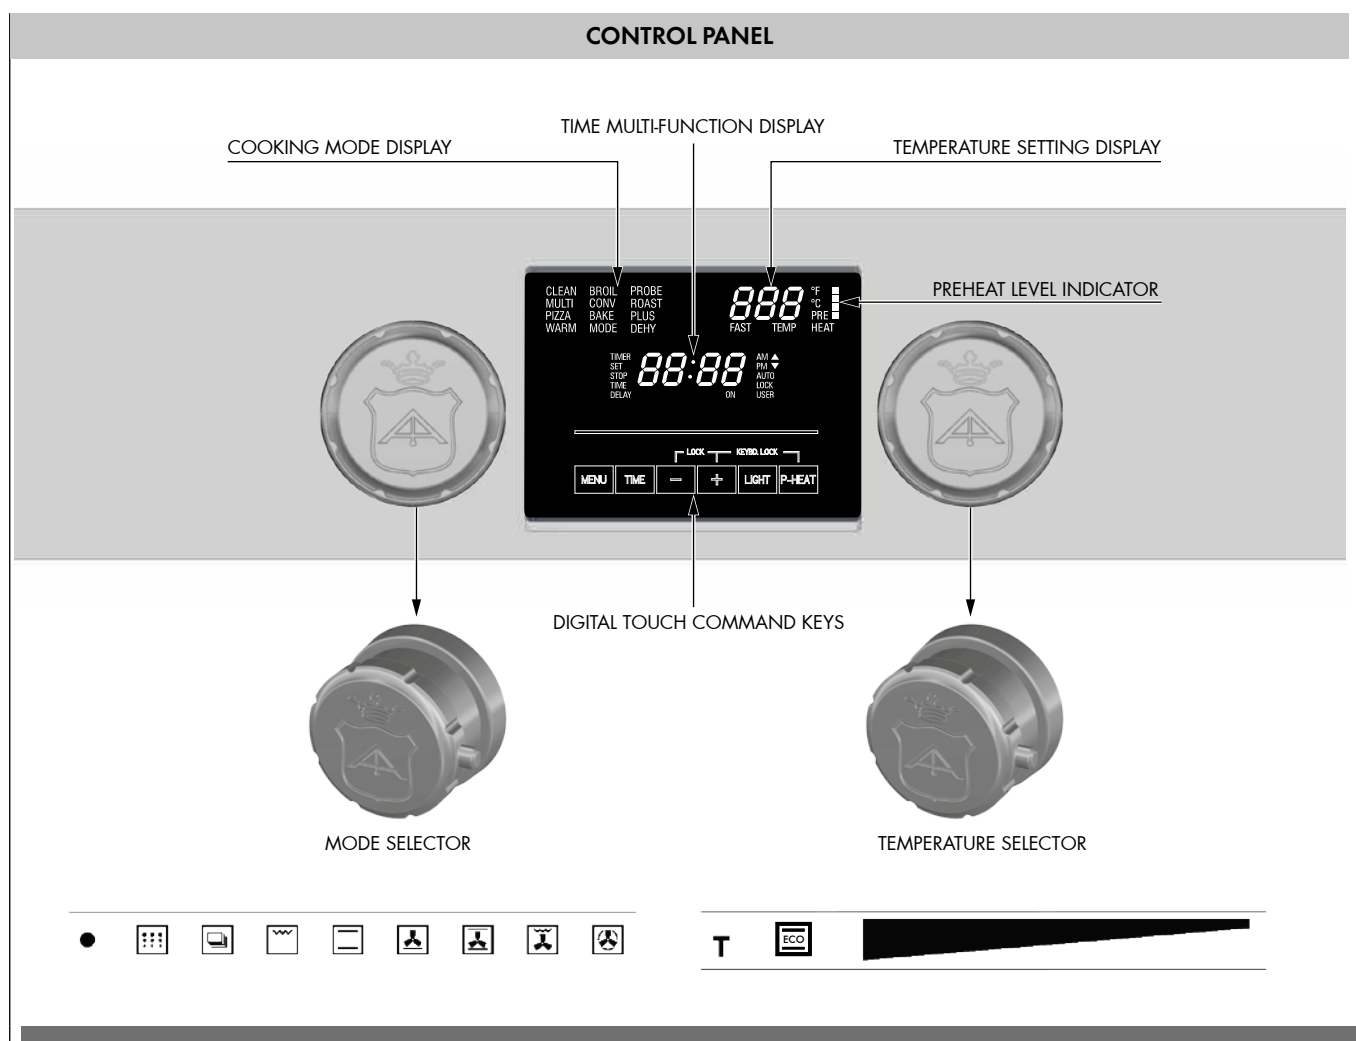 CONTROL PANEL
TIME MULTI-FUNCTION DISPLAY
COOKING MODE DISPLAY
TEMPERATURE SETTING DISPLAY
PREHEAT LEVEL INDICATOR
CLEAN BROIL PROBE
MULTI CONV ROAST
PIZZA BAKE PLUS
WARM MODE DEHY
888 °F
°C
PRE
FAST TEMP HEAT
TIMER
SET
STOP
TIME
DELAY
88:88
ON
AM ▲
PM ▼
AUTO
LOCK
USER
LOCK KEYBD. LOCK
MENU TIME − + LIGHT P-HEAT
DIGITAL TOUCH COMMAND KEYS
MODE SELECTOR
TEMPERATURE SELECTOR
T ECO